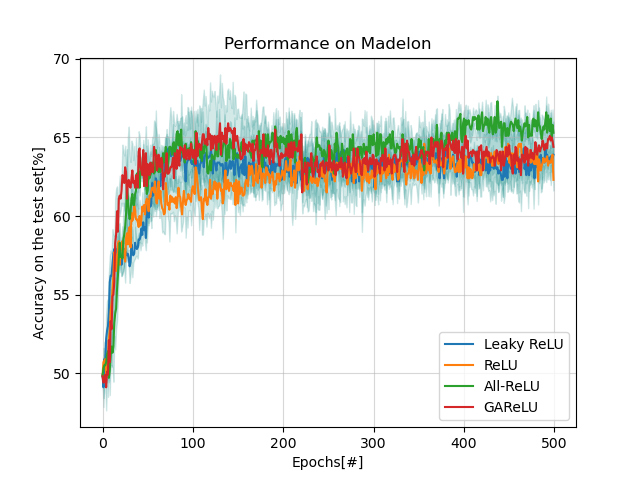 Performance on Madelon
Accuracy on the test set[%]
70
65
60
55
50
0 100 200 300 400 500
Epochs[#]
Leaky ReLU
ReLU
All-ReLU
GAReLU